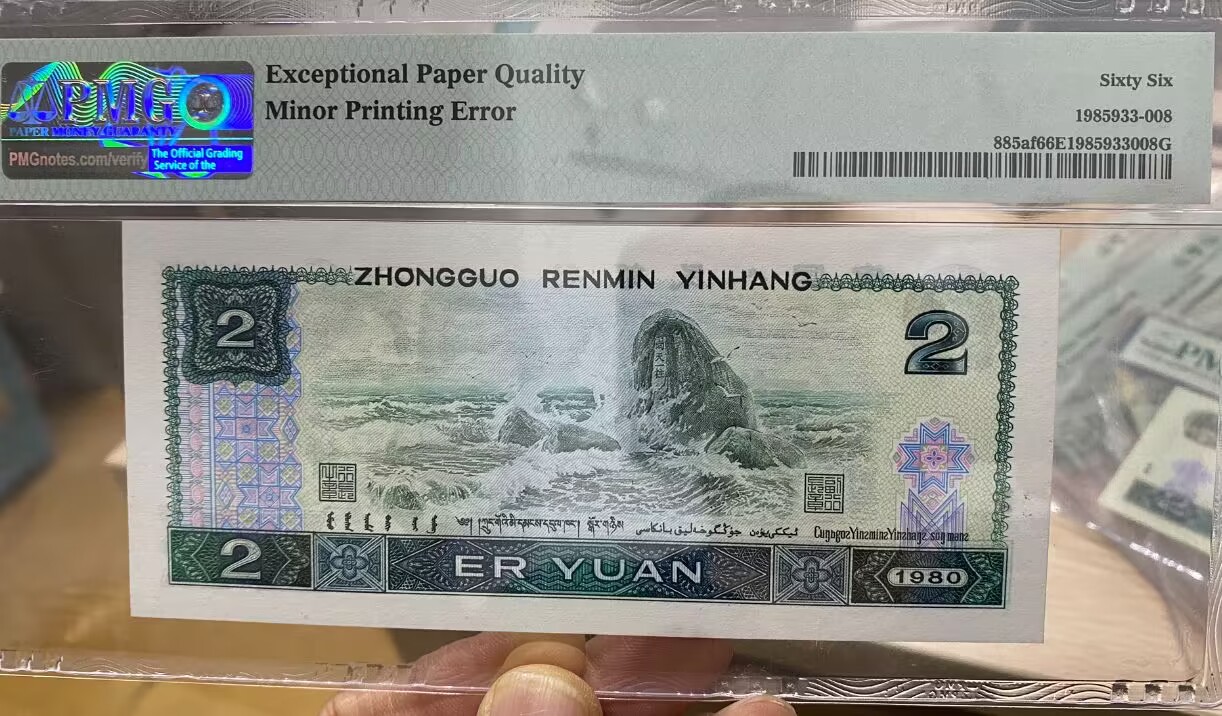 PMG
PAPER MONEY GUARANTY
PMGnotes.com/verify
The Official Grading
Service of the
Exceptional Paper Quality
Minor Printing Error
Sixty Six
1985933-008
885af66E1985933008G
ZHONGGUO RENMIN YINHANG
2
2
2
ER YUAN
1980
PM